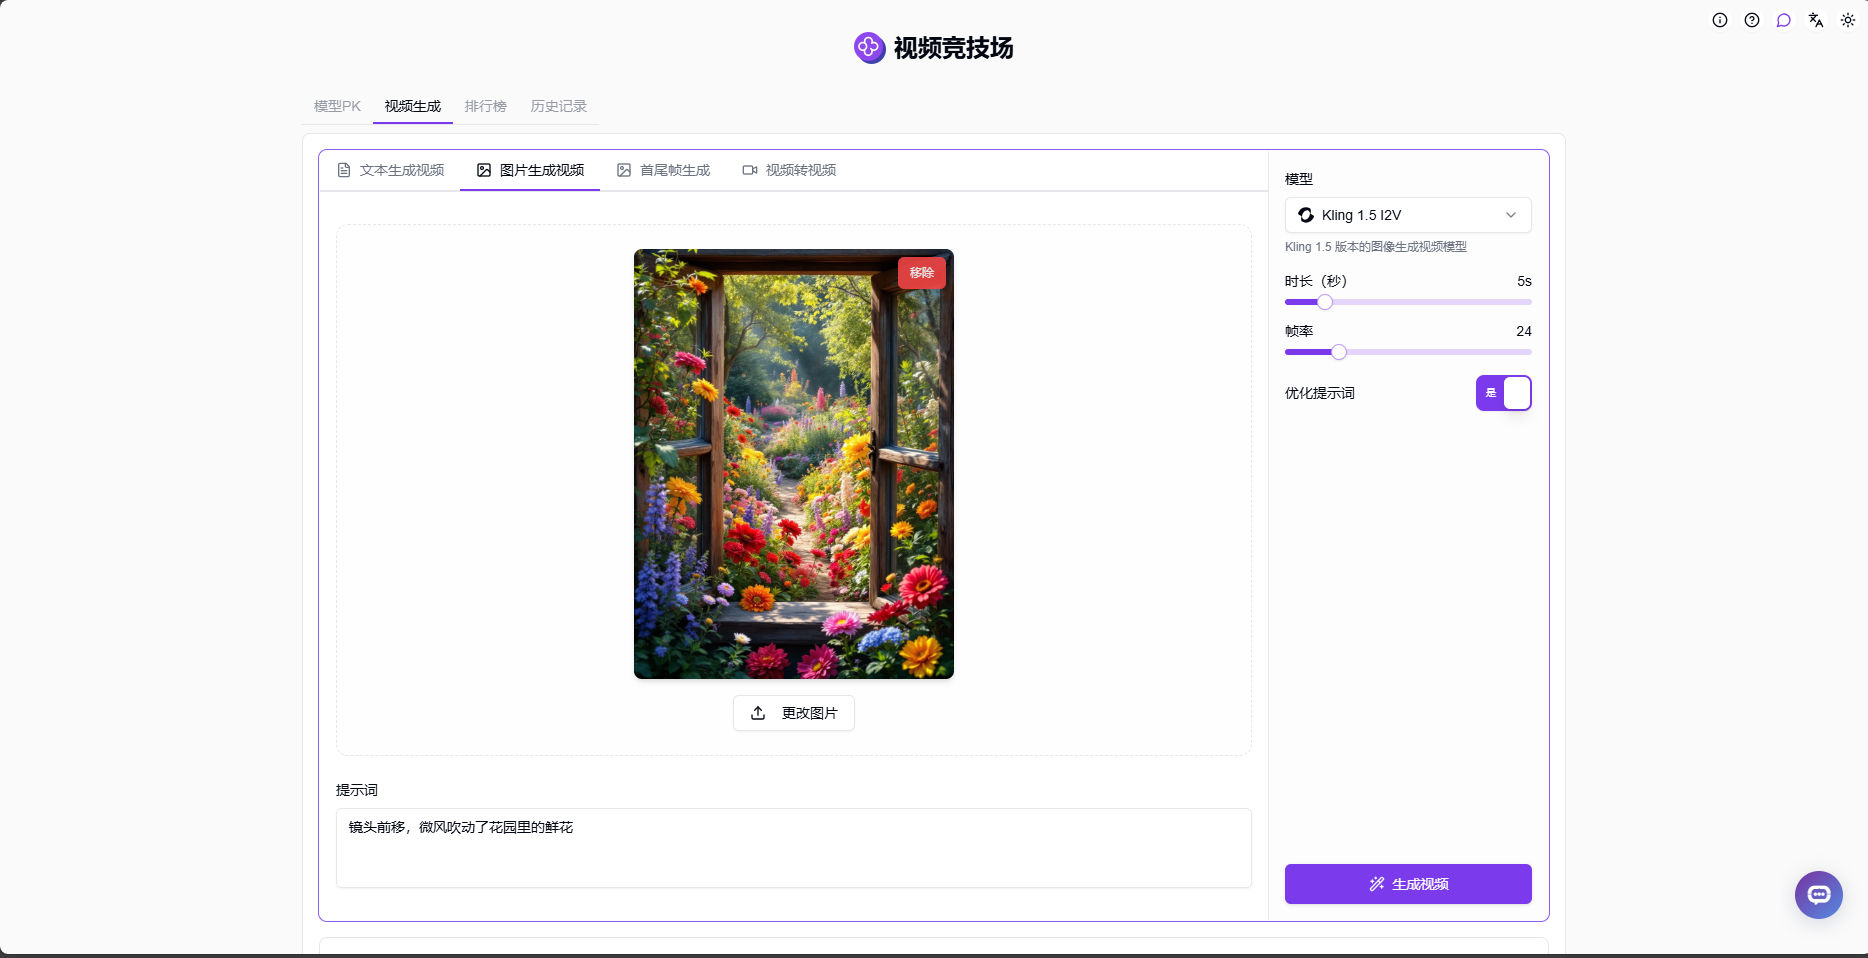 视频竞技场
模型PK
视频生成
排行榜
历史记录
文本生成视频
图片生成视频
首尾帧生成
视频转视频
移除
更改图片
提示词
镜头前移，微风吹动了花园里的鲜花
模型
Kling 1.5 I2V
Kling 1.5 版本的图像生成视频模型
时长（秒） 5s
帧率 24
优化提示词 是
生成视频